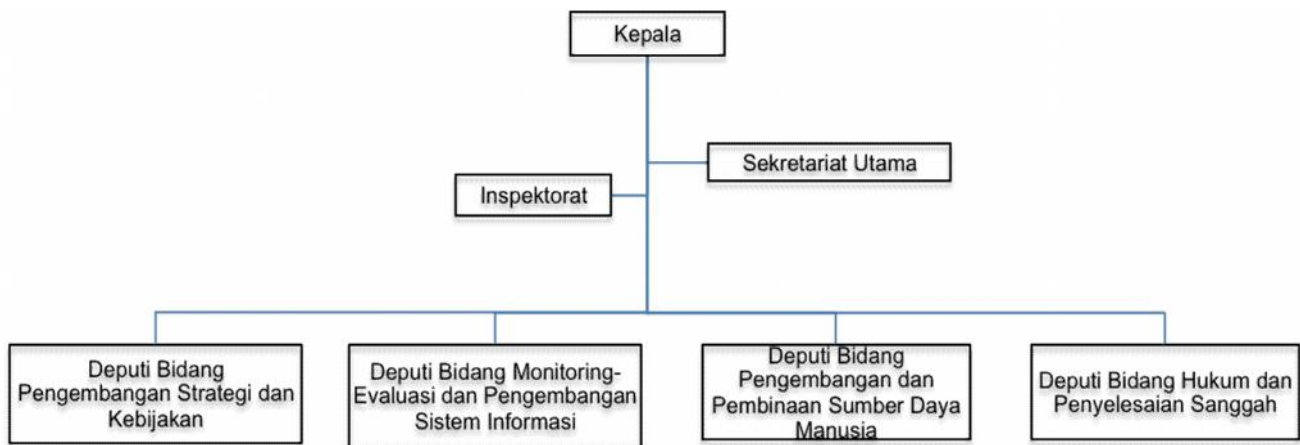 Kepala
Sekretariat Utama
Inspektorat
Deputi Bidang
Pengembangan Strategi dan
Kebijakan
Deputi Bidang Monitoring-
Evaluasi dan Pengembangan
Sistem Informasi
Deputi Bidang
Pengembangan dan
Pembinaan Sumber Daya
Manusia
Deputi Bidang Hukum dan
Penyelesaian Sanggah